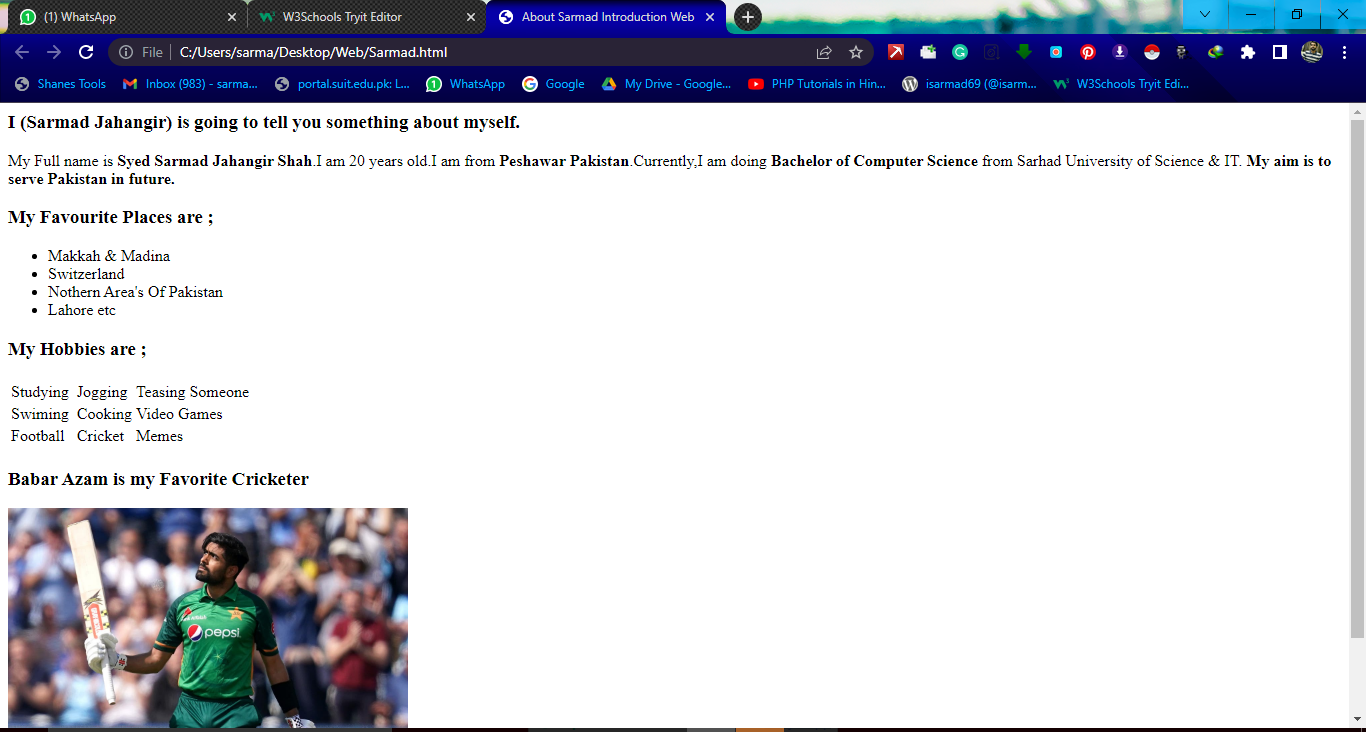 (1) WhatsApp
W3Schools Tryit Editor
About Sarmad Introduction Web
File
C:/Users/sarma/Desktop/Web/Sarmad.html
Shanes Tools
Inbox (983) - sarma...
portal.suit.edu.pk: L...
WhatsApp
Google
My Drive - Google...
PHP Tutorials in Hin...
isarmad69 (@isarm...
W3Schools Tryit Edi...
I (Sarmad Jahangir) is going to tell you something about myself.
My Full name is Syed Sarmad Jahangir Shah.I am 20 years old.I am from Peshawar Pakistan.Currently,I am doing Bachelor of Computer Science from Sarhad University of Science & IT. My aim is to
serve Pakistan in future.
My Favourite Places are ;
Makkah & Madina
Switzerland
Nothern Area's Of Pakistan
Lahore etc
My Hobbies are ;
Studying Jogging Teasing Someone
Swiming Cooking Video Games
Football Cricket Memes
Babar Azam is my Favorite Cricketer
pepsi